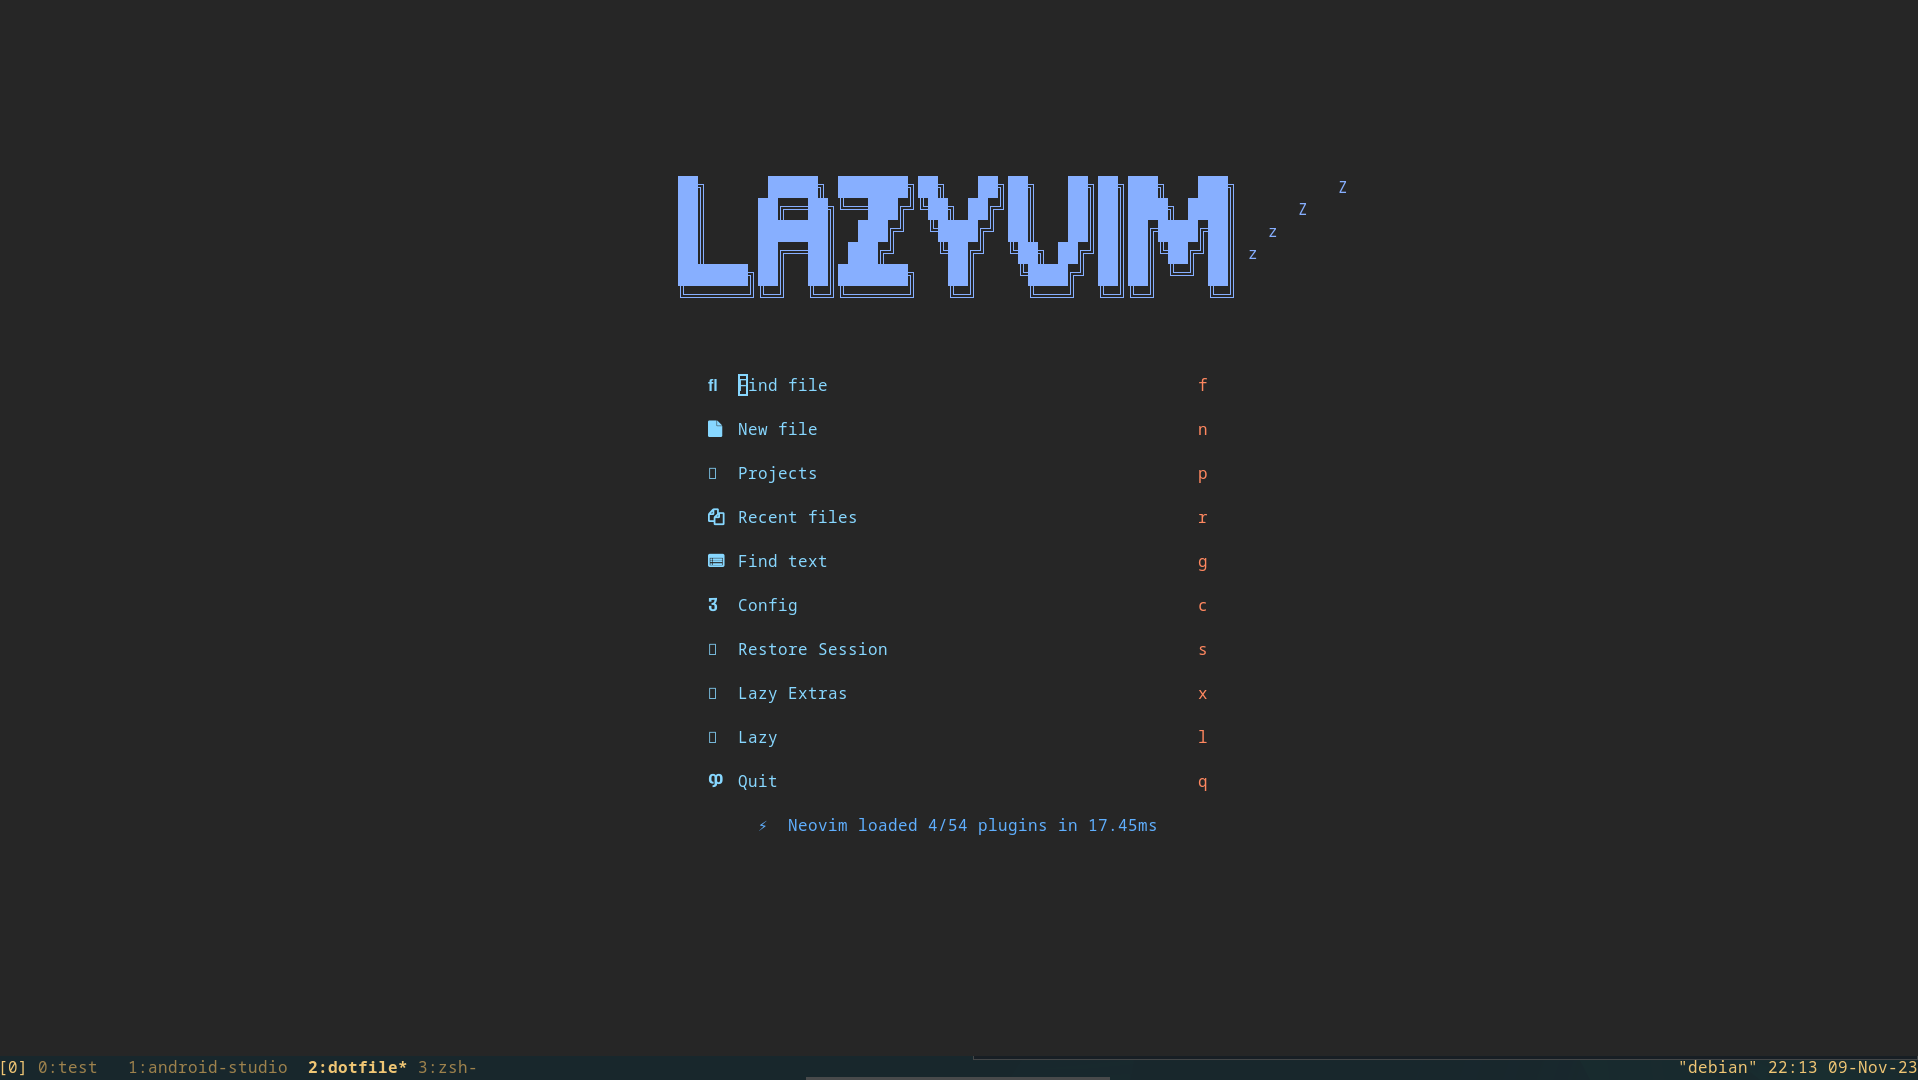 LAZYVIM
Z
Z
z
z
Find file f
New file n
Projects p
Recent files r
Find text g
Config c
Restore Session s
Lazy Extras x
Lazy l
Quit q
⚡ Neovim loaded 4/54 plugins in 17.45ms
[0] 0:test 1:android-studio 2:dotfile* 3:zsh- "debian" 22:13 09-Nov-23